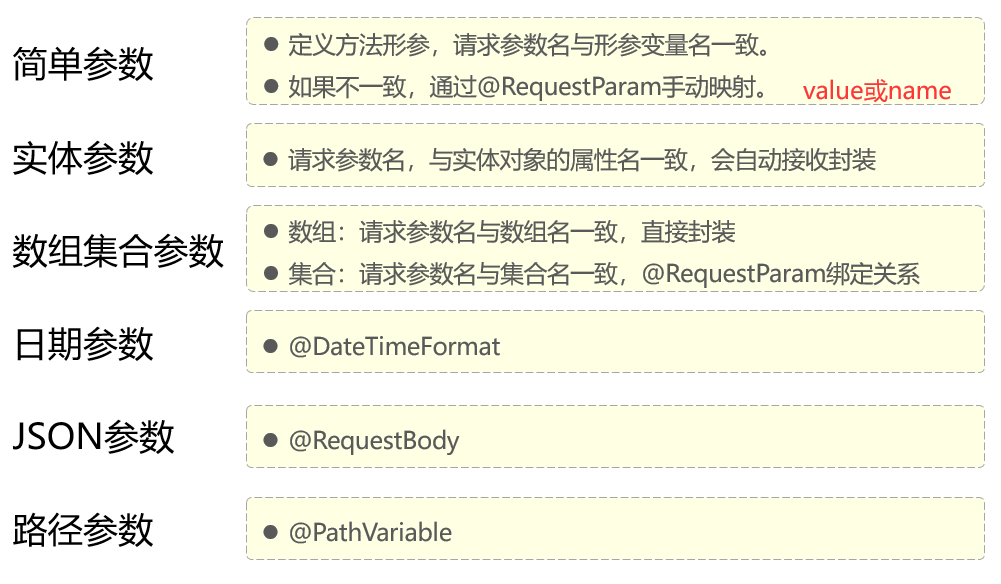 简单参数
● 定义方法形参，请求参数名与形参变量名一致。
● 如果不一致，通过@RequestParam手动映射。 value或name
实体参数
● 请求参数名，与实体对象的属性名一致，会自动接收封装
数组集合参数
● 数组：请求参数名与数组名一致，直接封装
● 集合：请求参数名与集合名一致，@RequestParam绑定关系
日期参数
● @DateTimeFormat
JSON参数
● @RequestBody
路径参数
● @PathVariable